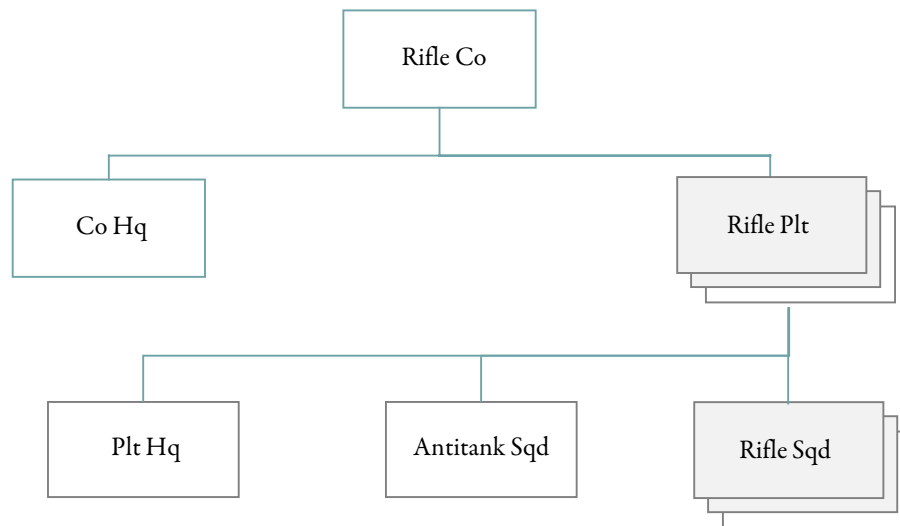 Rifle Co
Co Hq
Rifle Plt
Plt Hq
Antitank Sqd
Rifle Sqd